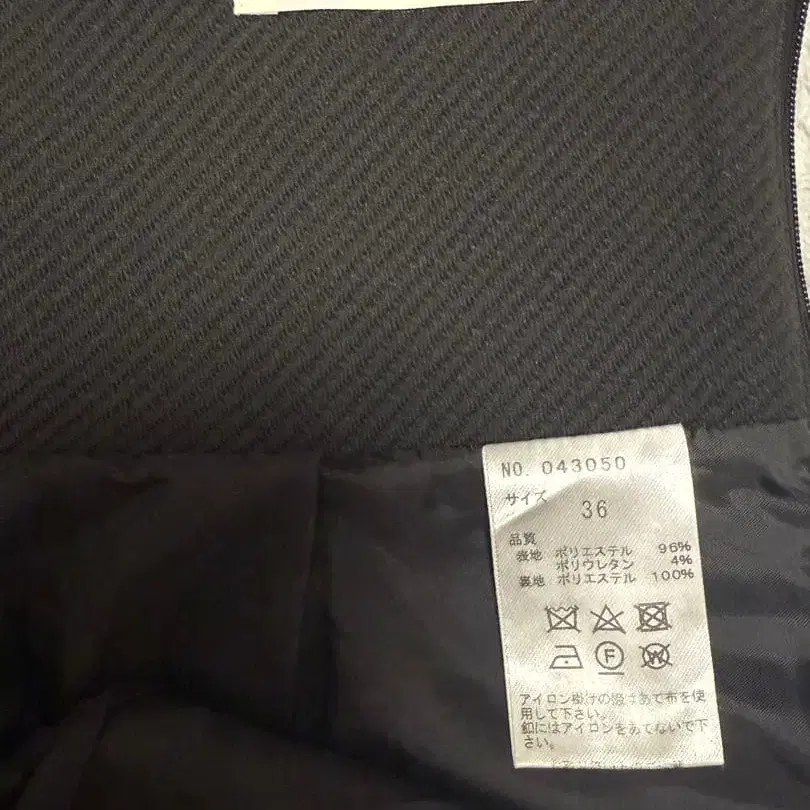 NO. 043050
サイズ
36
品質
表地 ポリエステル 96%
ポリウレタン 4%
裏地 ポリエステル 100%
F
W
アイロン掛けの際はあて布を使
用して下さい。
釦にはアイロンをあてないで下
さい。